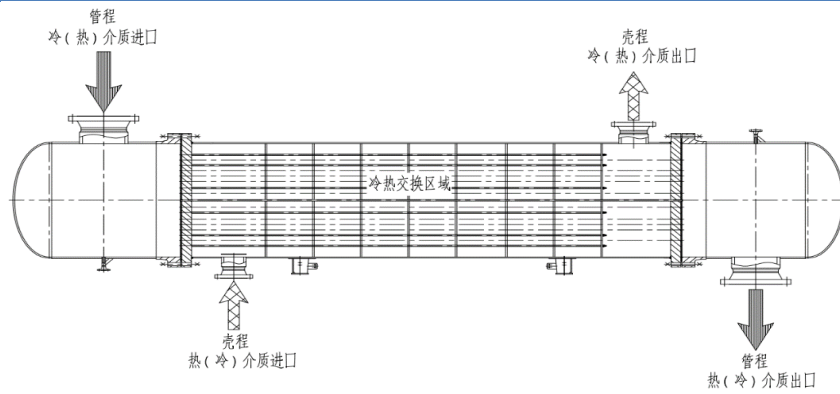 管程
冷(热)介质进口
壳程
冷(热)介质出口
冷热交换区域
壳程
热(冷)介质进口
管程
热(冷)介质出口